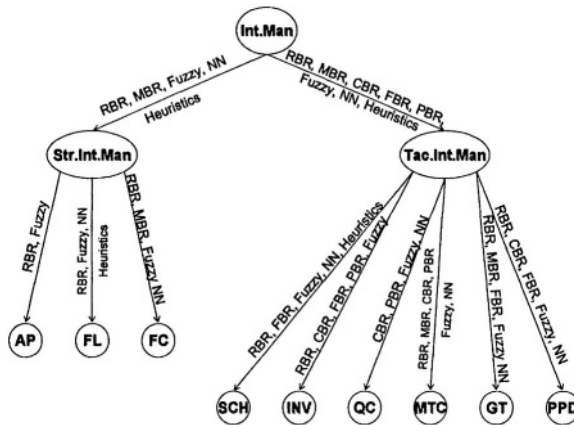 Int.Man
RBR, MBR, Fuzzy, NN
Heuristics
RBR, MBR, CBR, FBR, PBR,
Fuzzy, NN, Heuristics
Str.Int.Man
Tac.Int.Man
RBR, Fuzzy
RBR, Fuzzy, NN
Heuristics
RBR, MBR, Fuzzy NN
RBR, FBR, Fuzzy, NN, Heuristics
RBR, CBR, FBR, PBR, Fuzzy
CBR, PBR, Fuzzy, NN
RBR, MBR, CBR, PBR
Fuzzy, NN
RBR, MBR, FBR, Fuzzy NN
RBR, CBR, FBR, Fuzzy, NN
AP
FL
FC
SCH
INV
QC
MTC
GT
PPD